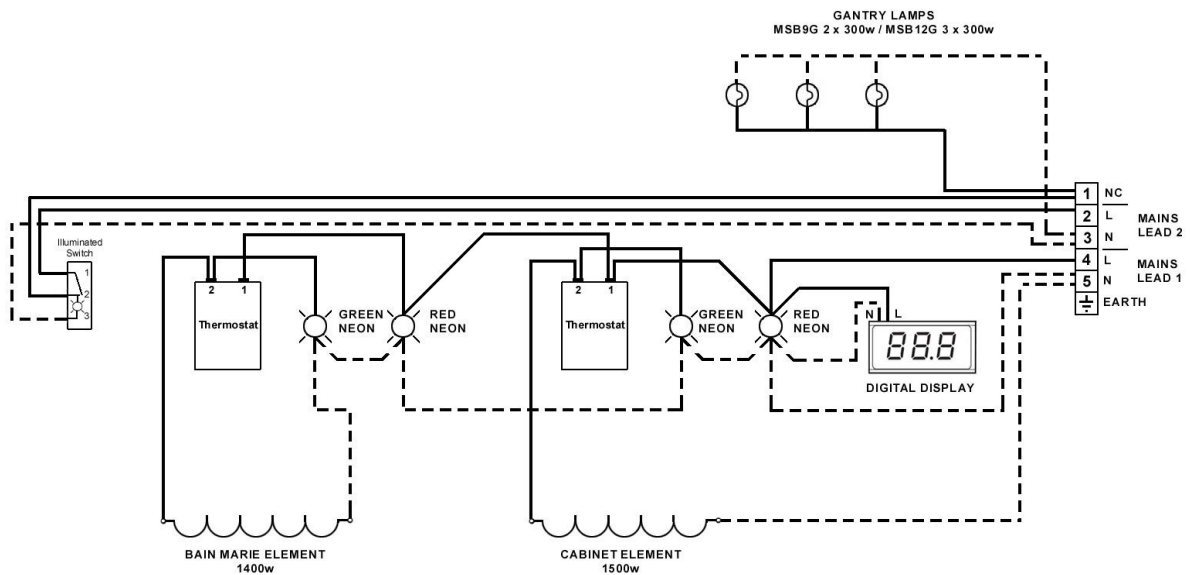 GANTRY LAMPS
MSB9G 2 x 300w / MSB12G 3 x 300w
1 NC
2 L
MAINS
LEAD 2
3 N
4 L
MAINS
LEAD 1
5 N
EARTH
Illuminated
Switch
1
2
3
2 1
Thermostat
GREEN
NEON
RED
NEON
2 1
Thermostat
GREEN
NEON
RED
NEON
N L
88.8
DIGITAL DISPLAY
BAIN MARIE ELEMENT
1400w
CABINET ELEMENT
1500w